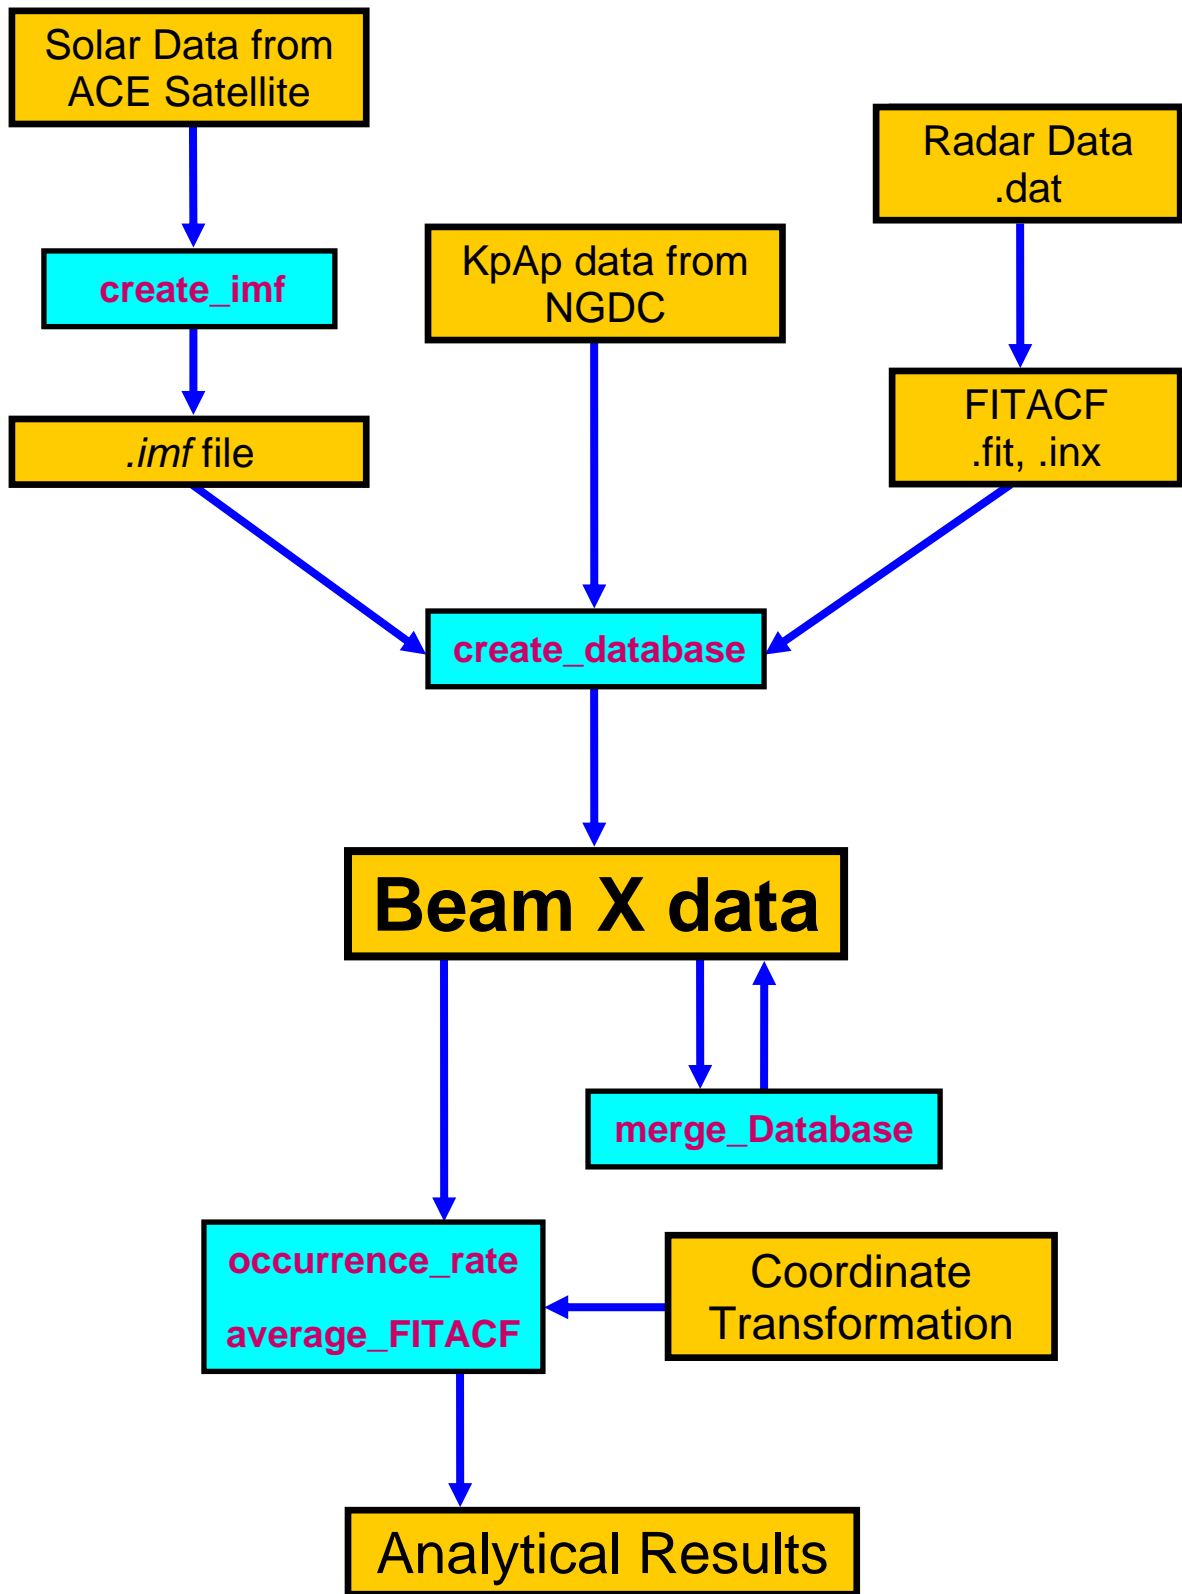 Solar Data from
ACE Satellite
Radar Data
.dat
create_imf
KpAp data from
NGDC
.imf file
FITACF
.fit, .inx
create_database
Beam X data
merge_Database
occurrence_rate
average_FITACF
Coordinate
Transformation
Analytical Results